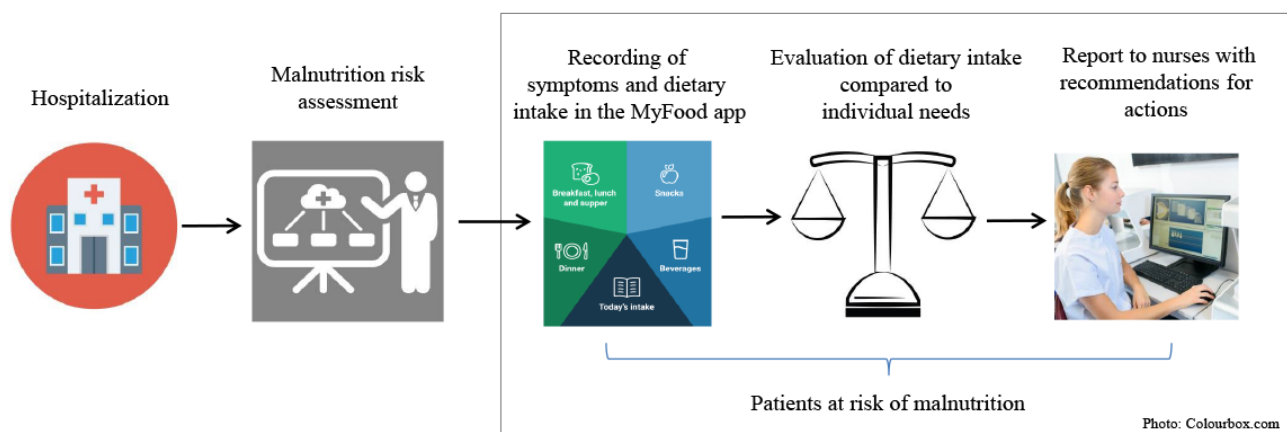 Hospitalization
Malnutrition risk
assessment
Recording of
symptoms and dietary
intake in the MyFood app
Evaluation of dietary intake
compared to
individual needs
Report to nurses with
recommendations for
actions
Breakfast, lunch
and supper
Snacks
Dinner
Beverages
Today's intake
Patients at risk of malnutrition
Photo: Colourbox.com